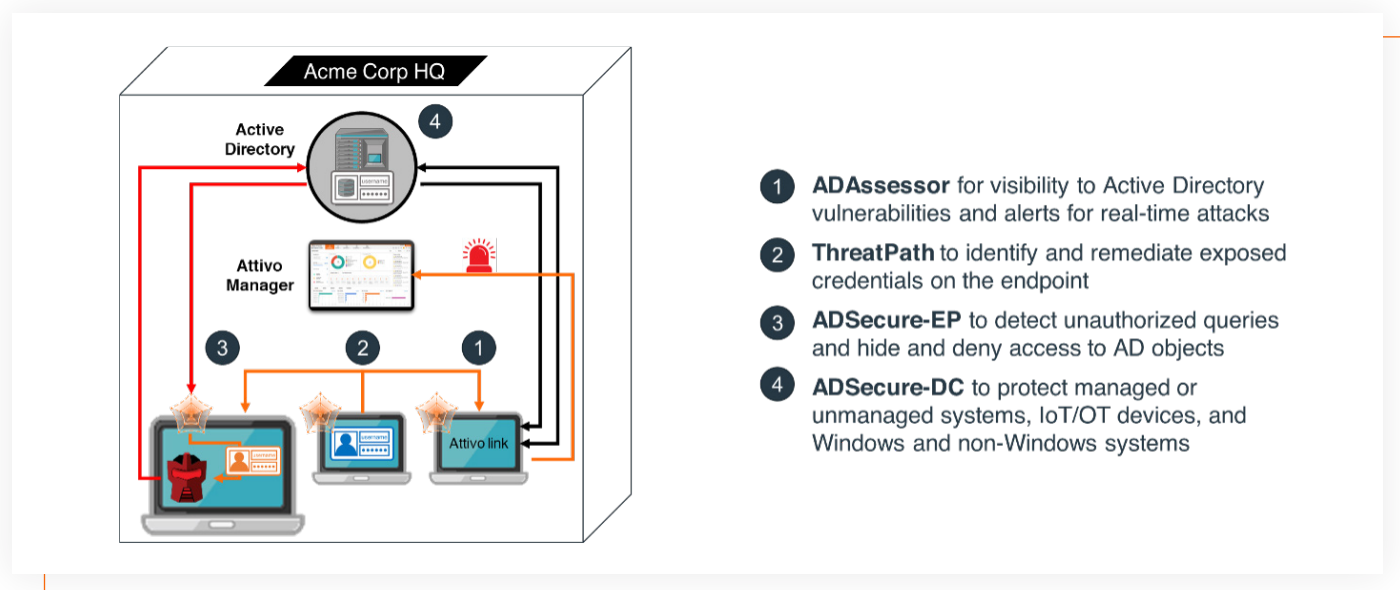 Acme Corp HQ
4
Active
Directory
username
Attivo
Manager
3
2
1
username
username
Attivo link
1 ADAssessor for visibility to Active Directory
vulnerabilities and alerts for real-time attacks
2 ThreatPath to identify and remediate exposed
credentials on the endpoint
3 ADSecure-EP to detect unauthorized queries
and hide and deny access to AD objects
4 ADSecure-DC to protect managed or
unmanaged systems, IoT/OT devices, and
Windows and non-Windows systems